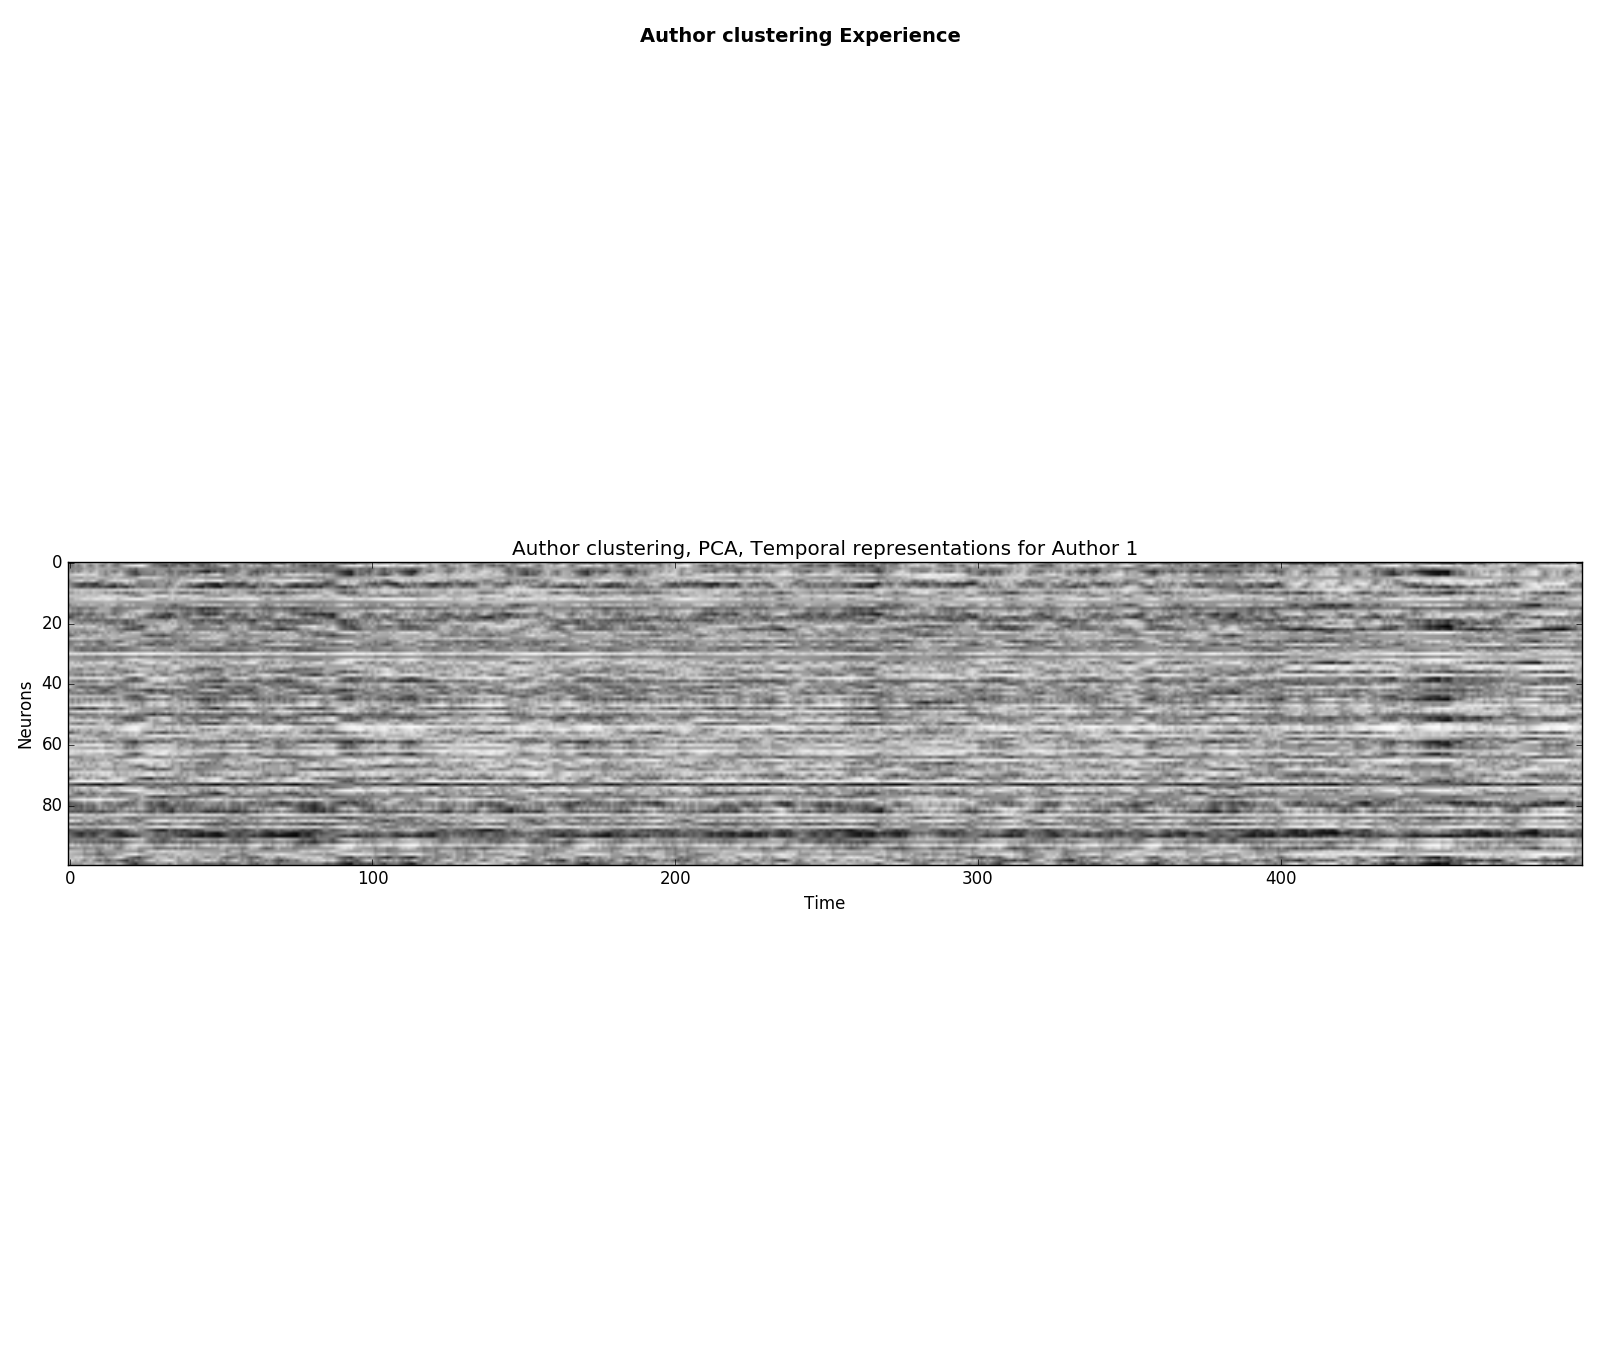 Author clustering Experience
Author clustering, PCA, Temporal representations for Author 1
Neurons
0
20
40
60
80
0 100 200 300 400
Time